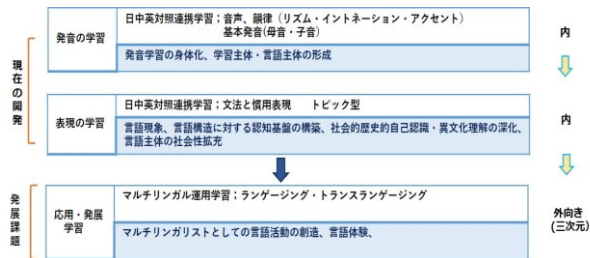 現在の開発
発音の学習
日中英対照連携学習；音声、韻律（リズム・イントネーション・アクセント）
基本発音(母音・子音)
発音学習の身体化、学習主体・言語主体の形成
内
表現の学習
日中英対照連携学習；文法と慣用表現　　トピック型
言語現象、言語構造に対する認知基盤の構築、社会的歴史的自己認識・異文化理解の深化、
言語主体の社会性拡充
内
発展課題
応用・発展
学習
マルチリンガル運用学習；ランゲージング・トランスランゲージング
マルチリンガリストとしての言語活動の創造、言語体験、
外向き
(三次元)